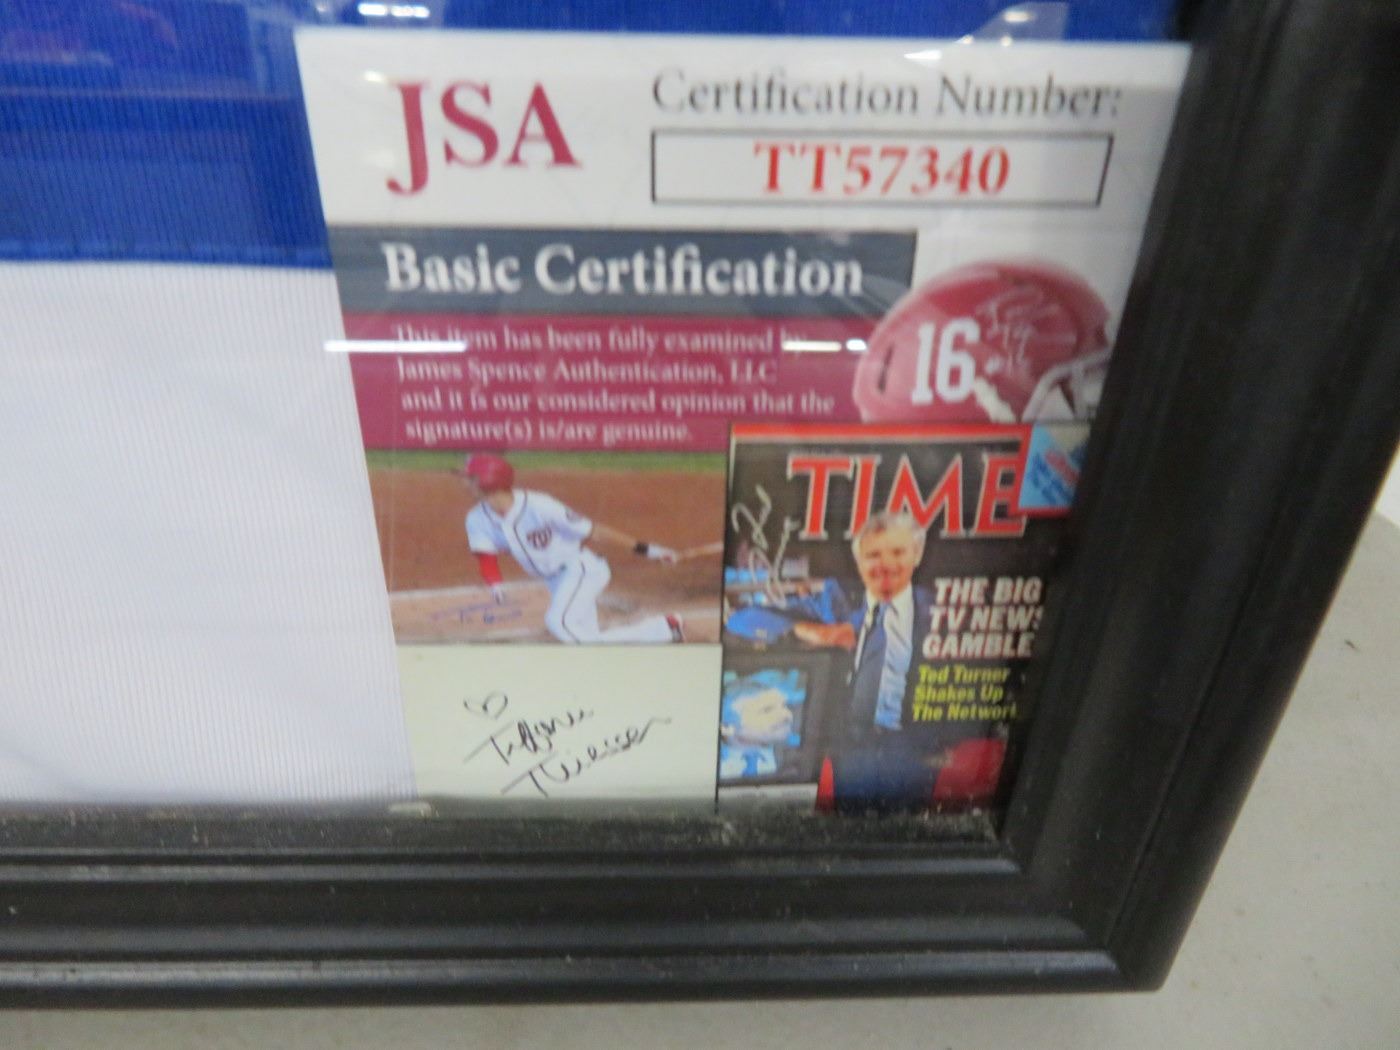 JSA
Certification Number:
TT57340
Basic Certification
This item has been fully examined by
James Spence Authentication, LLC
and it is our considered opinion that the
signature(s) is/are genuine.
16
TIME
THE BIG
TV NEWS
GAMBLE
Ted Turner
Shakes Up
The Network
Tiffani
Thiessen